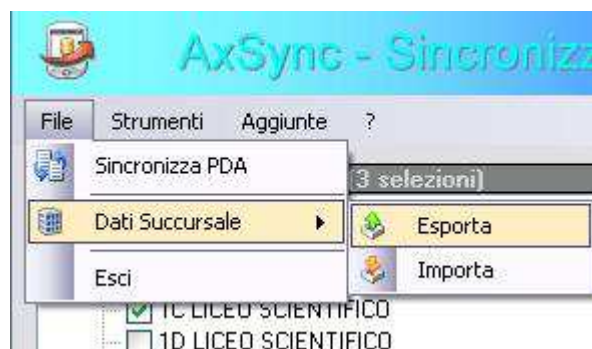 AxSync - Sincronizz
File Strumenti Aggiunte ?
Sincronizza PDA
(3 selezioni)
Dati Succursale
Esporta
Importa
Esci
1C LICEO SCIENTIFICO
1D LICEO SCIENTIFICO